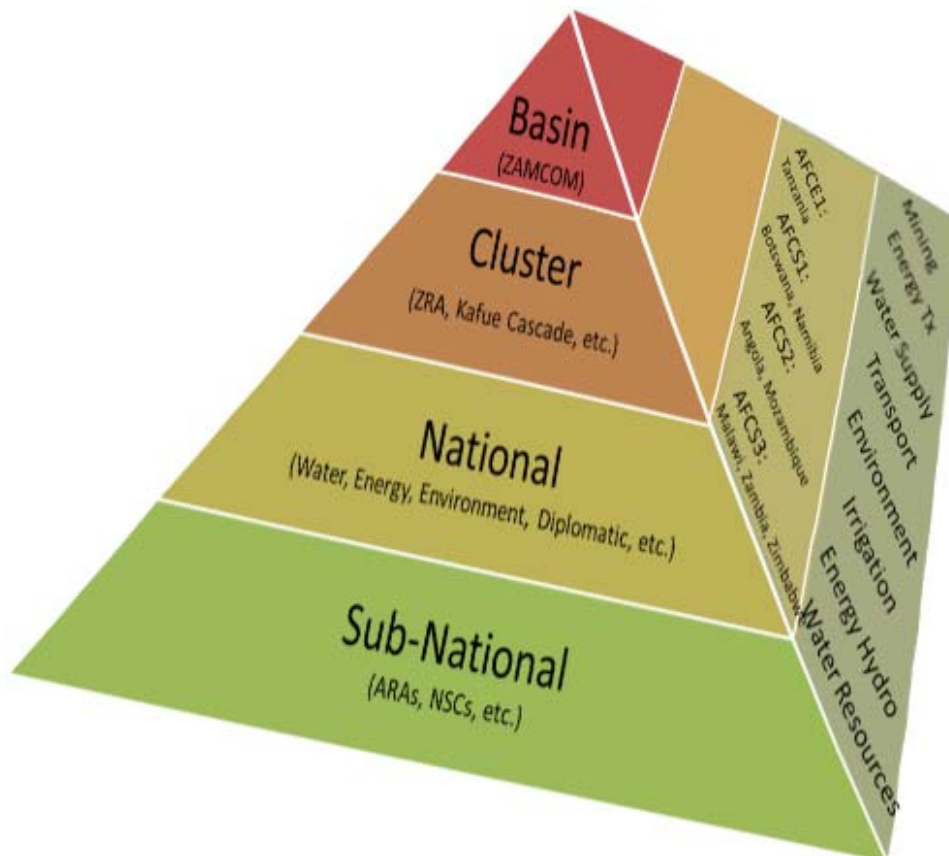 Basin
(ZAMCOM)
Cluster
(ZRA, Kafue Cascade, etc.)
National
(Water, Energy, Environment, Diplomatic, etc.)
Sub-National
(ARAs, NSCs, etc.)
AFCE1:
Tanzania
AFCS1:
Botswana, Namibia
AFCS2:
Angola, Mozambique
AFCS3:
Malawi, Zambia, Zimbabwe
Mining
Energy Tx
Water Supply
Transport
Environment
Irrigation
Energy Hydro
Water Resources